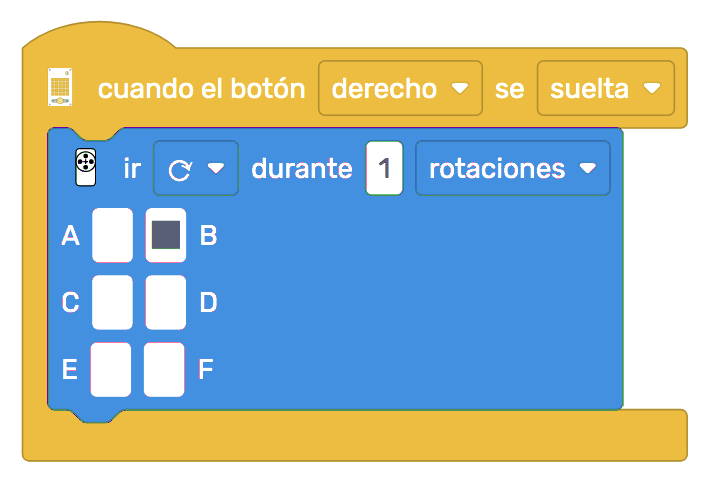 cuando el botón derecho se suelta
ir durante 1 rotaciones
A B
C D
E F